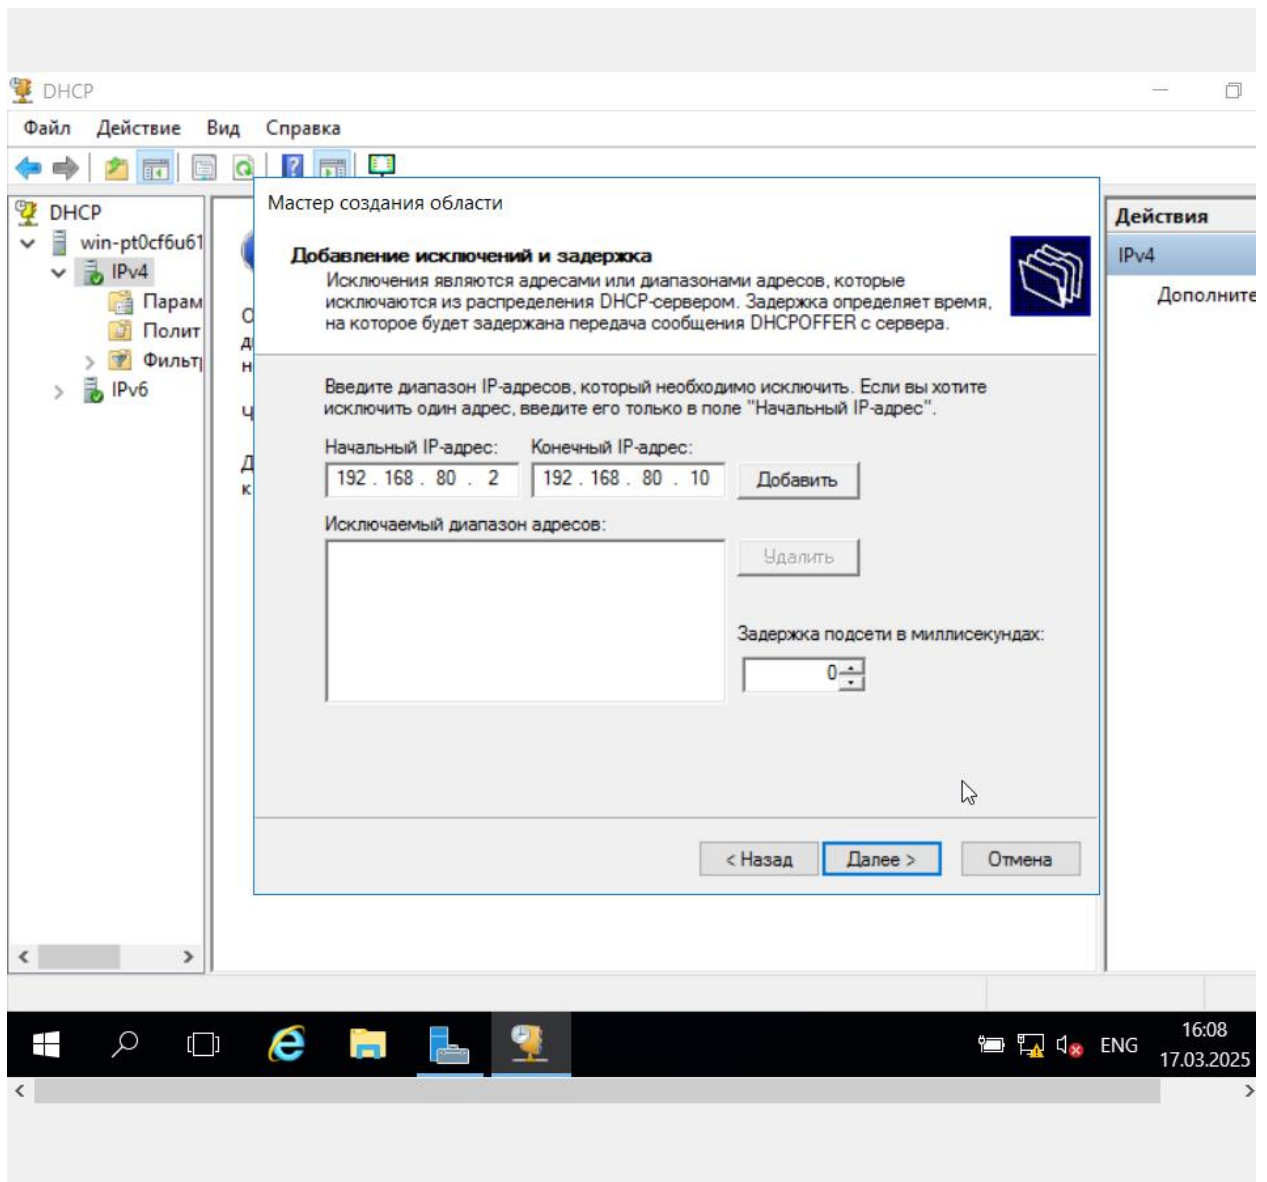 DHCP
Файл Действие Вид Справка
DHCP
win-pt0cf6u61
IPv4
Парам
Полит
Фильт
IPv6
Мастер создания области
Добавление исключений и задержка
Исключения являются адресами или диапазонами адресов, которые
исключаются из распределения DHCP-сервером. Задержка определяет время,
на которое будет задержана передача сообщения DHCPOFFER с сервера.
Введите диапазон IP-адресов, который необходимо исключить. Если вы хотите
исключить один адрес, введите его только в поле "Начальный IP-адрес".
Начальный IP-адрес: Конечный IP-адрес:
192 . 168 . 80 . 2 192 . 168 . 80 . 10 Добавить
Исключаемый диапазон адресов:
Удалить
Задержка подсети в миллисекундах:
0
< Назад Далее > Отмена
Действия
IPv4
Дополните
ENG
16:08
17.03.2025